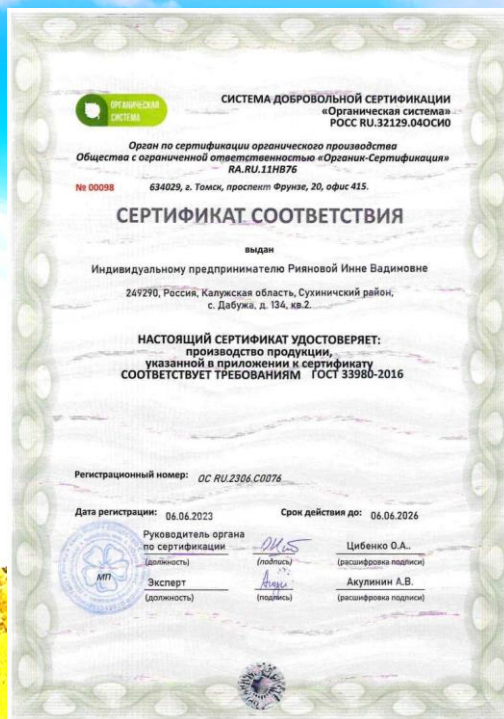 ОРГАНИЧЕСКАЯ
СИСТЕМА
СИСТЕМА ДОБРОВОЛЬНОЙ СЕРТИФИКАЦИИ
«Органическая система»
РОСС RU.32129.04ОСИ0
Орган по сертификации органического производства
Общества с ограниченной ответственностью «Органик-Сертификация»
RA.RU.11НВ76
№ 00098 634029, г. Томск, проспект Фрунзе, 20, офис 415.
СЕРТИФИКАТ СООТВЕТСТВИЯ
выдан
Индивидуальному предпринимателю Рияновой Инне Вадимовне
249290, Россия, Калужская область, Сухиничский район,
с. Дабужа, д. 134, кв.2.
НАСТОЯЩИЙ СЕРТИФИКАТ УДОСТОВЕРЯЕТ:
производство продукции,
указанной в приложении к сертификату
СООТВЕТСТВУЕТ ТРЕБОВАНИЯМ ГОСТ 33980-2016
Регистрационный номер: ОС RU.2306.С0076
Дата регистрации: 06.06.2023 Срок действия до: 06.06.2026
Руководитель органа
по сертификации Цибенко О.А..
(должность) (подпись) (расшифровка подписи)
МП
Эксперт Акулинин А.В.
(должность) (подпись) (расшифровка подписи)